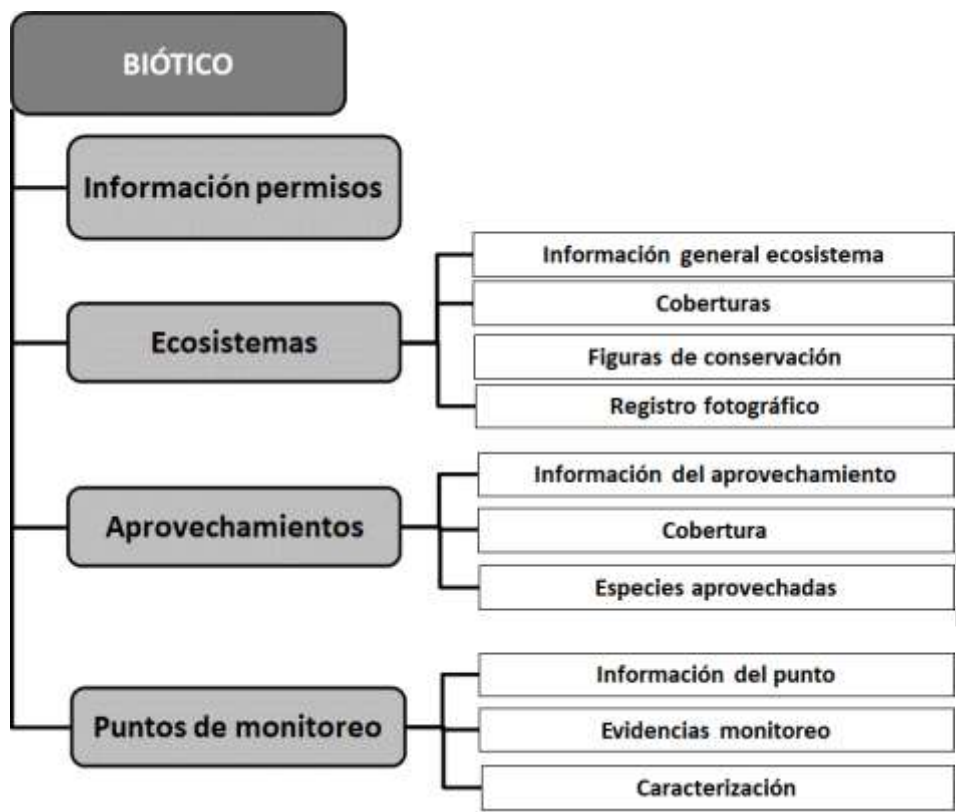 BIÓTICO
Información permisos
Ecosistemas
Información general ecosistema
Coberturas
Figuras de conservación
Registro fotográfico
Aprovechamientos
Información del aprovechamiento
Cobertura
Especies aprovechadas
Puntos de monitoreo
Información del punto
Evidencias monitoreo
Caracterización